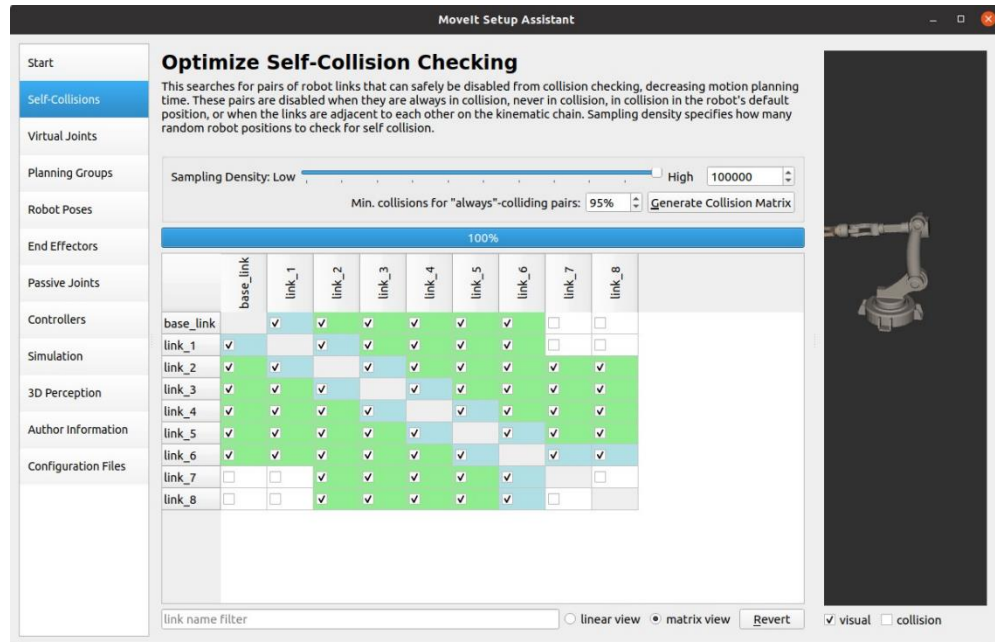 MoveIt Setup Assistant
Start
Self-Collisions
Virtual Joints
Planning Groups
Robot Poses
End Effectors
Passive Joints
Controllers
Simulation
3D Perception
Author Information
Configuration Files
Optimize Self-Collision Checking
This searches for pairs of robot links that can safely be disabled from collision checking, decreasing motion planning
time. These pairs are disabled when they are always in collision, never in collision, in collision in the robot's default
position, or when the links are adjacent to each other on the kinematic chain. Sampling density specifies how many
random robot positions to check for self collision.
Sampling Density: Low High 100000
Min. collisions for "always"-colliding pairs: 95% Generate Collision Matrix
100%
base_link link_1 link_2 link_3 link_4 link_5 link_6 link_7 link_8
base_link
link_1
link_2
link_3
link_4
link_5
link_6
link_7
link_8
link name filter linear view matrix view Revert
visual collision